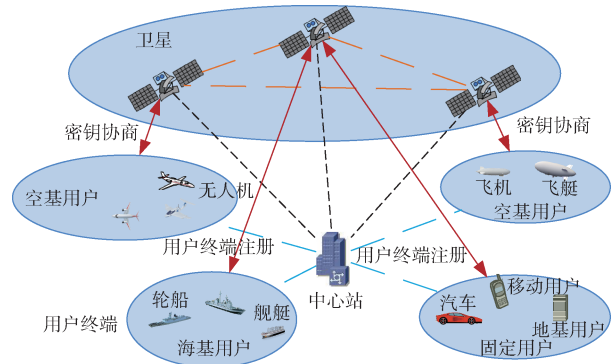 卫星
密钥协商
密钥协商
空基用户
无人机
飞机
飞艇
空基用户
用户终端注册
用户终端注册
中心站
用户终端
轮船
舰艇
海基用户
汽车
移动用户
地基用户
固定用户